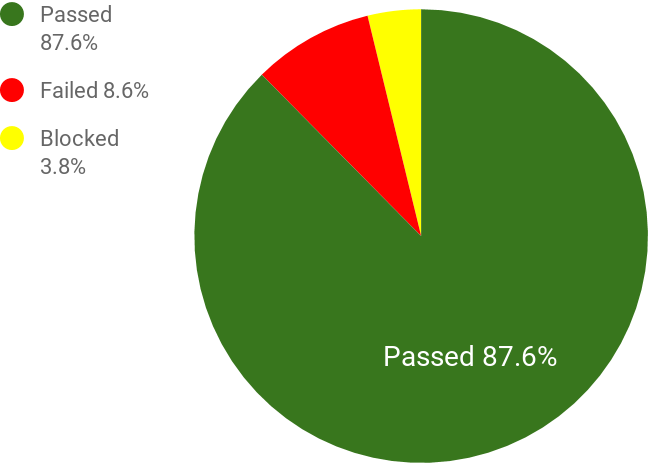 Passed
87.6%
Failed 8.6%
Blocked
3.8%
Passed 87.6%